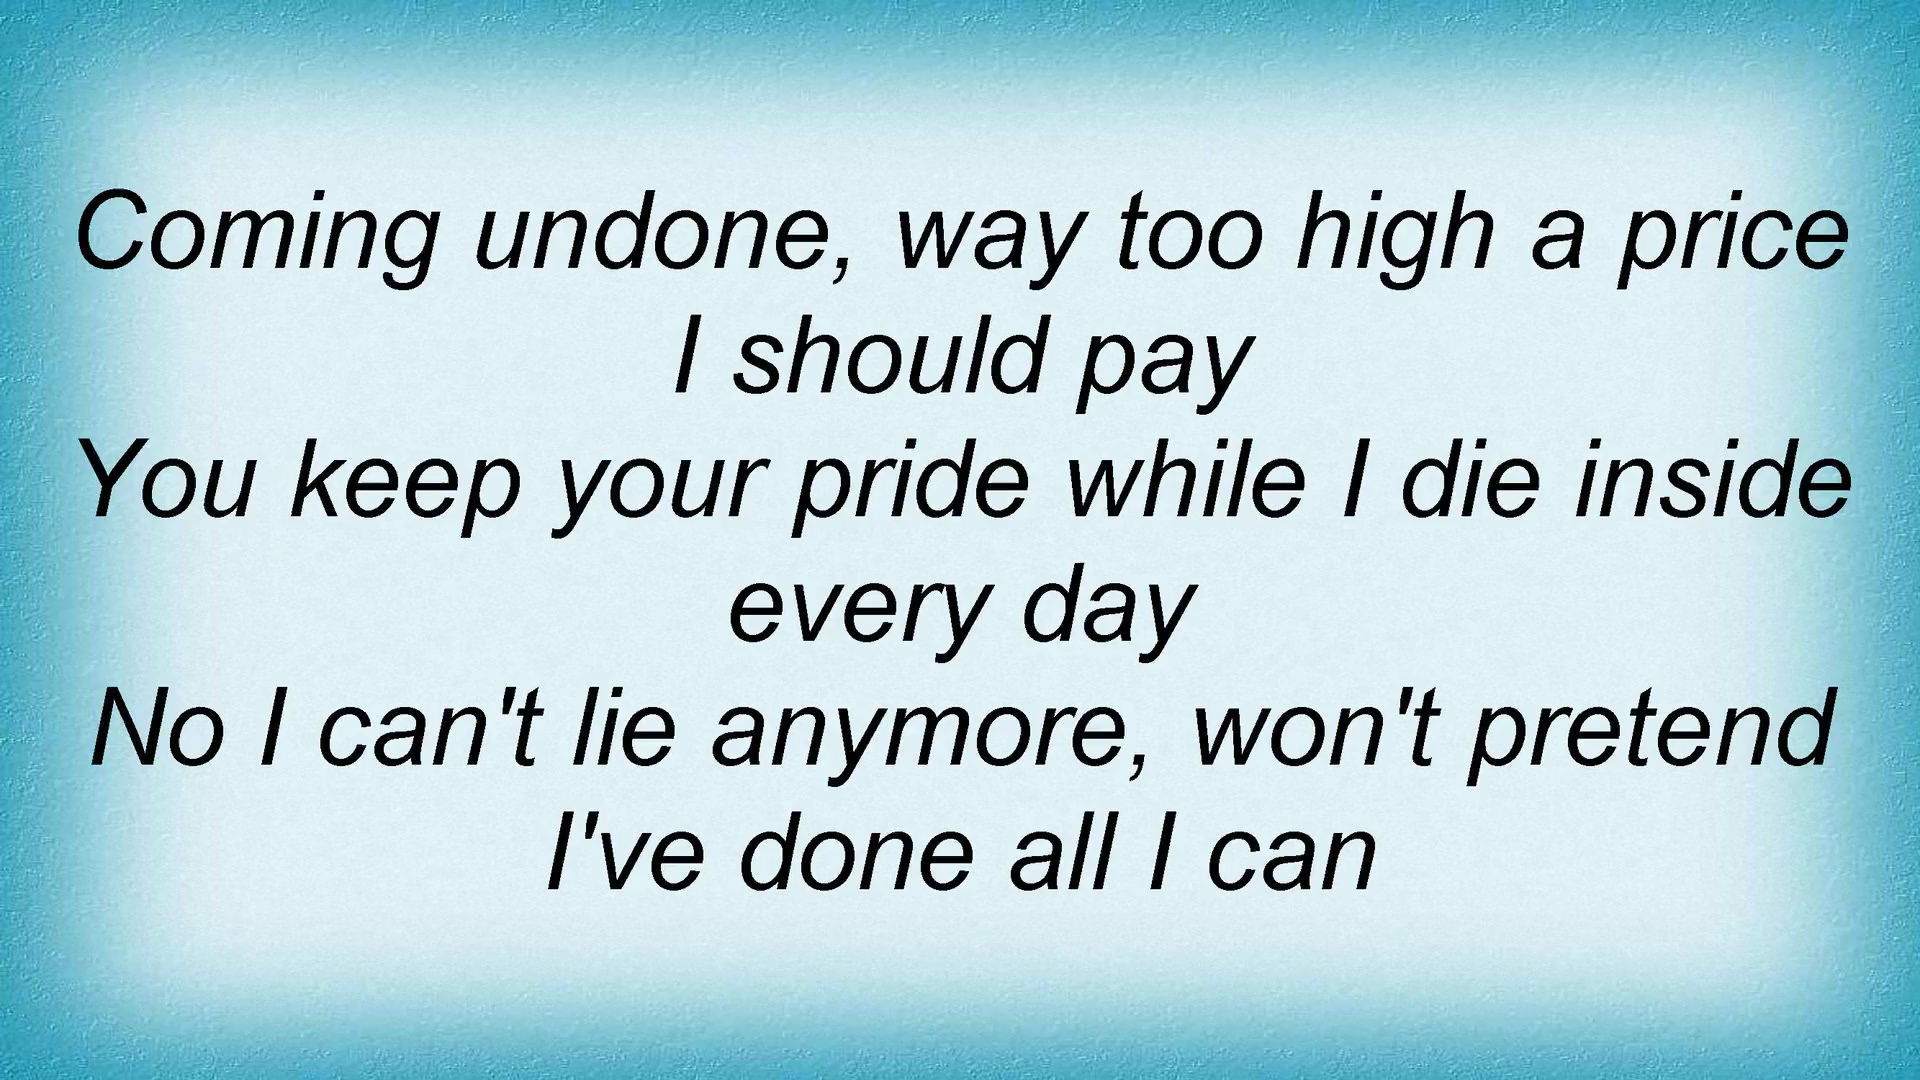 Coming undone, way too high a price
I should pay
You keep your pride while I die inside
every day
No I can't lie anymore, won't pretend
I've done all I can